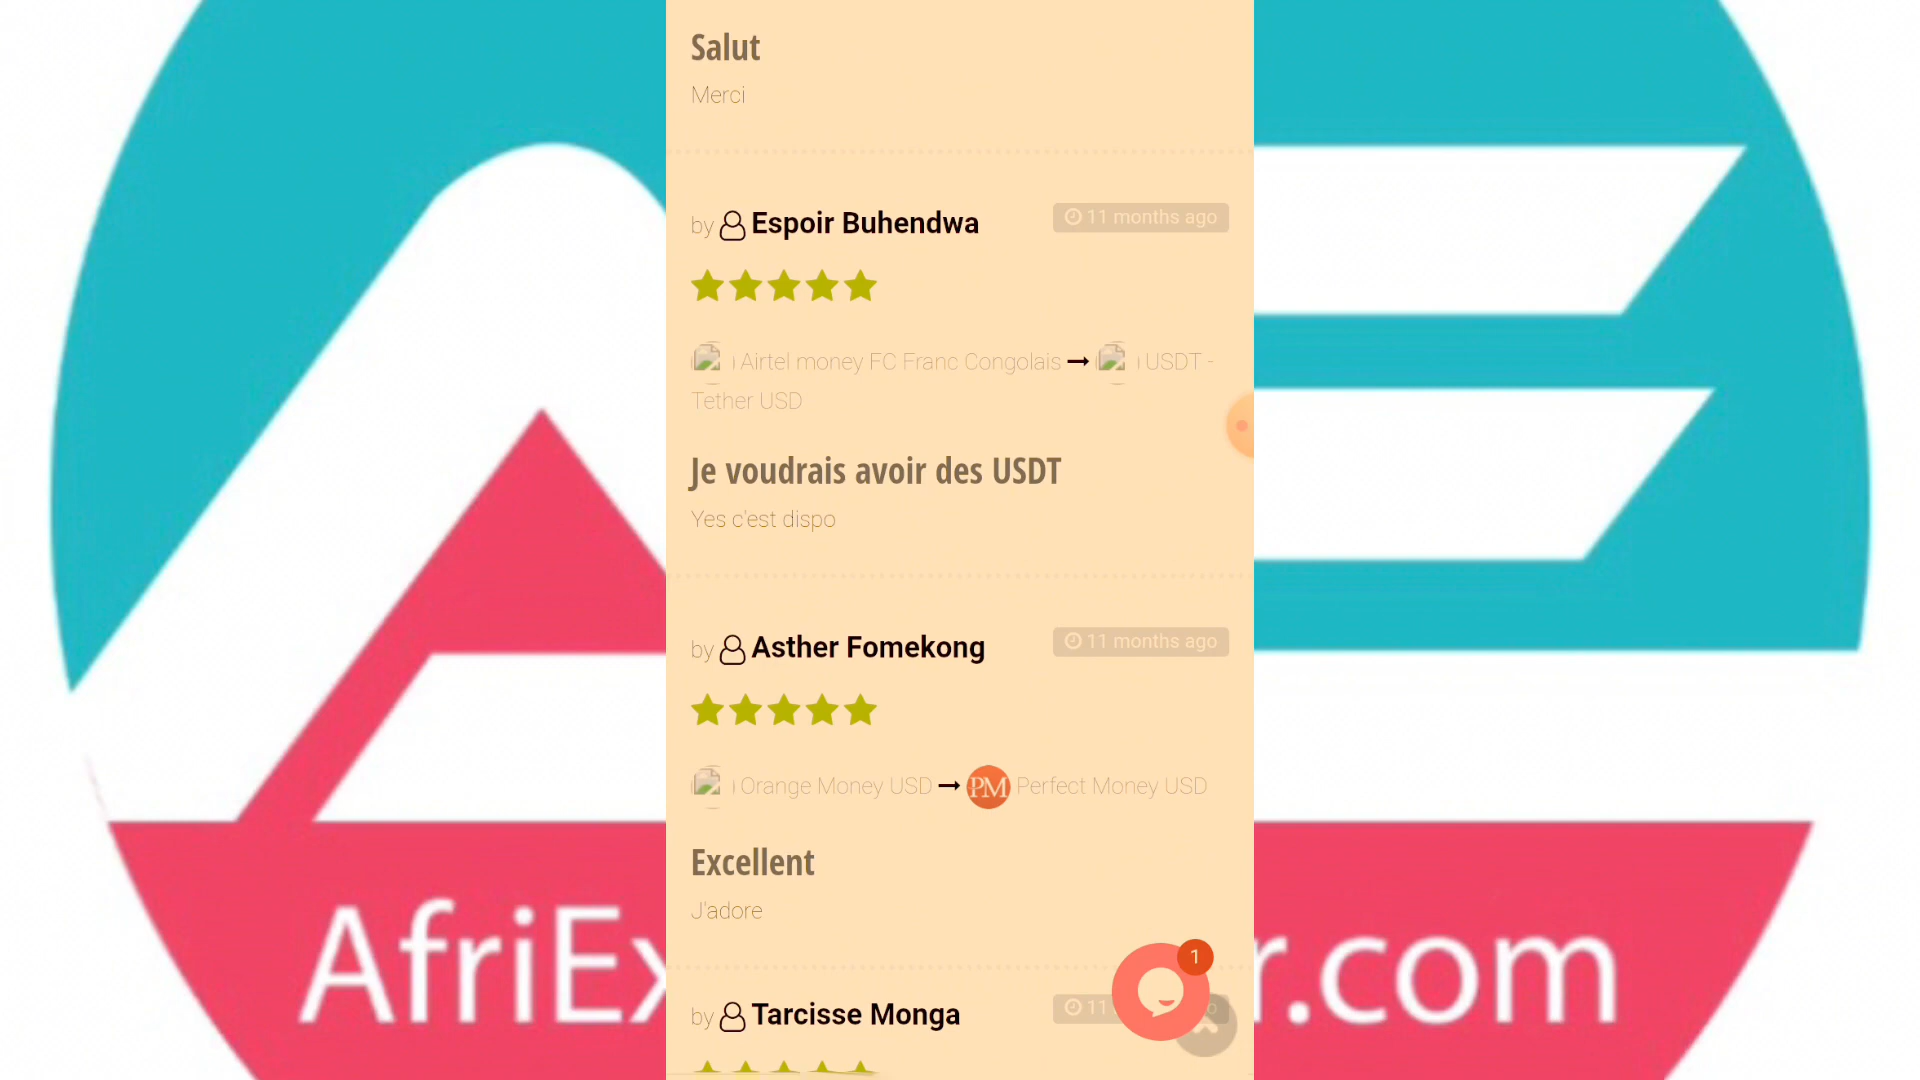 Salut
Merci
by Espoir Buhendwa
11 months ago
Airtel money FC Franc Congolais → USDT -
Tether USD
Je voudrais avoir des USDT
Yes c'est dispo
by Asther Fomekong
11 months ago
Orange Money USD → PM Perfect Money USD
Excellent
J'adore
1
by Tarcisse Monga
11
AfriEx
r.com